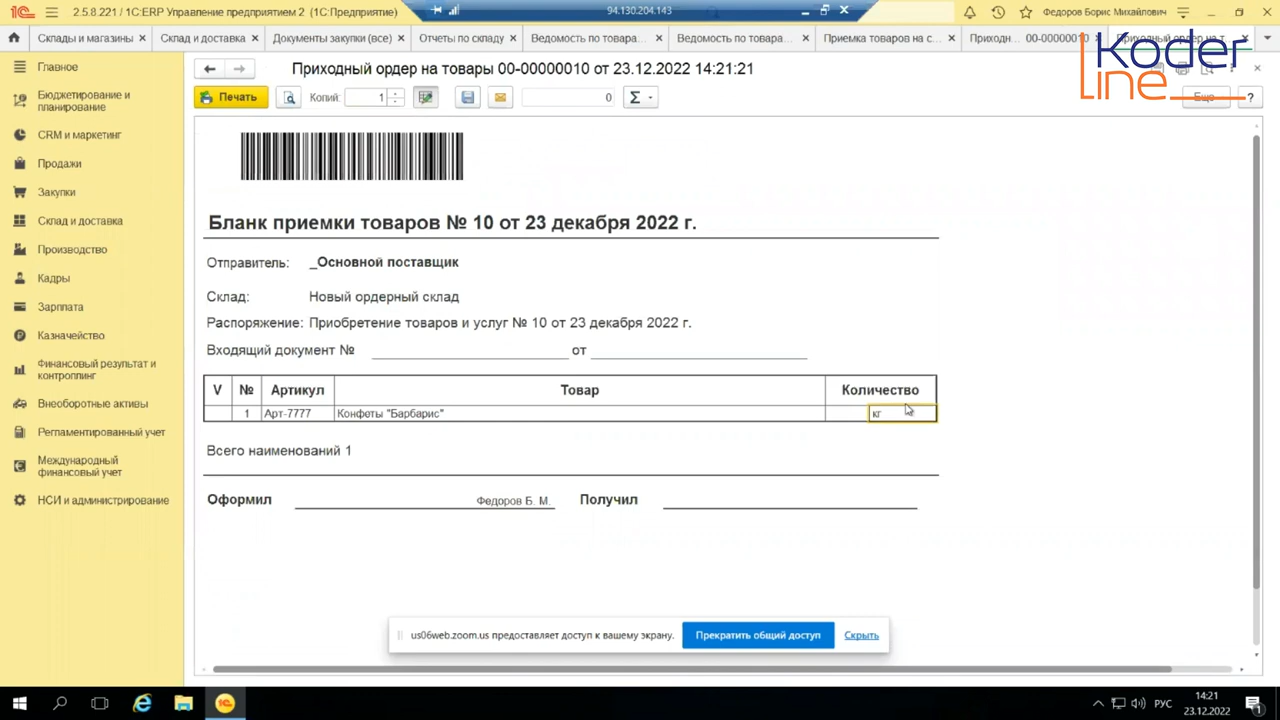 2.5.8.221 / 1C:ERP Управление предприятием 2 (1С:Предприятие)
94.130.204.143
Федоров Борис Михайлович
Склады и магазины
Склад и доставка
Документы закупки (все)
Отчеты по складу
Ведомость по товара...
Ведомость по товара...
Приемка товаров на с...
Приходн... 00-00000010
Приходный ордер на т...
Koder line
Главное
Бюджетирование и
планирование
CRM и маркетинг
Продажи
Закупки
Склад и доставка
Производство
Кадры
Зарплата
Казначейство
Финансовый результат и
контроллинг
Внеоборотные активы
Регламентированный учет
Международный
финансовый учет
НСИ и администрирование
Приходный ордер на товары 00-00000010 от 23.12.2022 14:21:21
Печать
Копий: 1
0
Σ
Еще
?
Бланк приемки товаров № 10 от 23 декабря 2022 г.
Отправитель: _Основной поставщик
Склад: Новый ордерный склад
Распоряжение: Приобретение товаров и услуг № 10 от 23 декабря 2022 г.
Входящий документ № от
V № Артикул Товар Количество
1 Арт-7777 Конфеты "Барбарис" кг
Всего наименований 1
Оформил Федоров Б. М. Получил
us06web.zoom.us предоставляет доступ к вашему экрану. Прекратить общий доступ Скрыть
РУС
14:21
23.12.2022
1